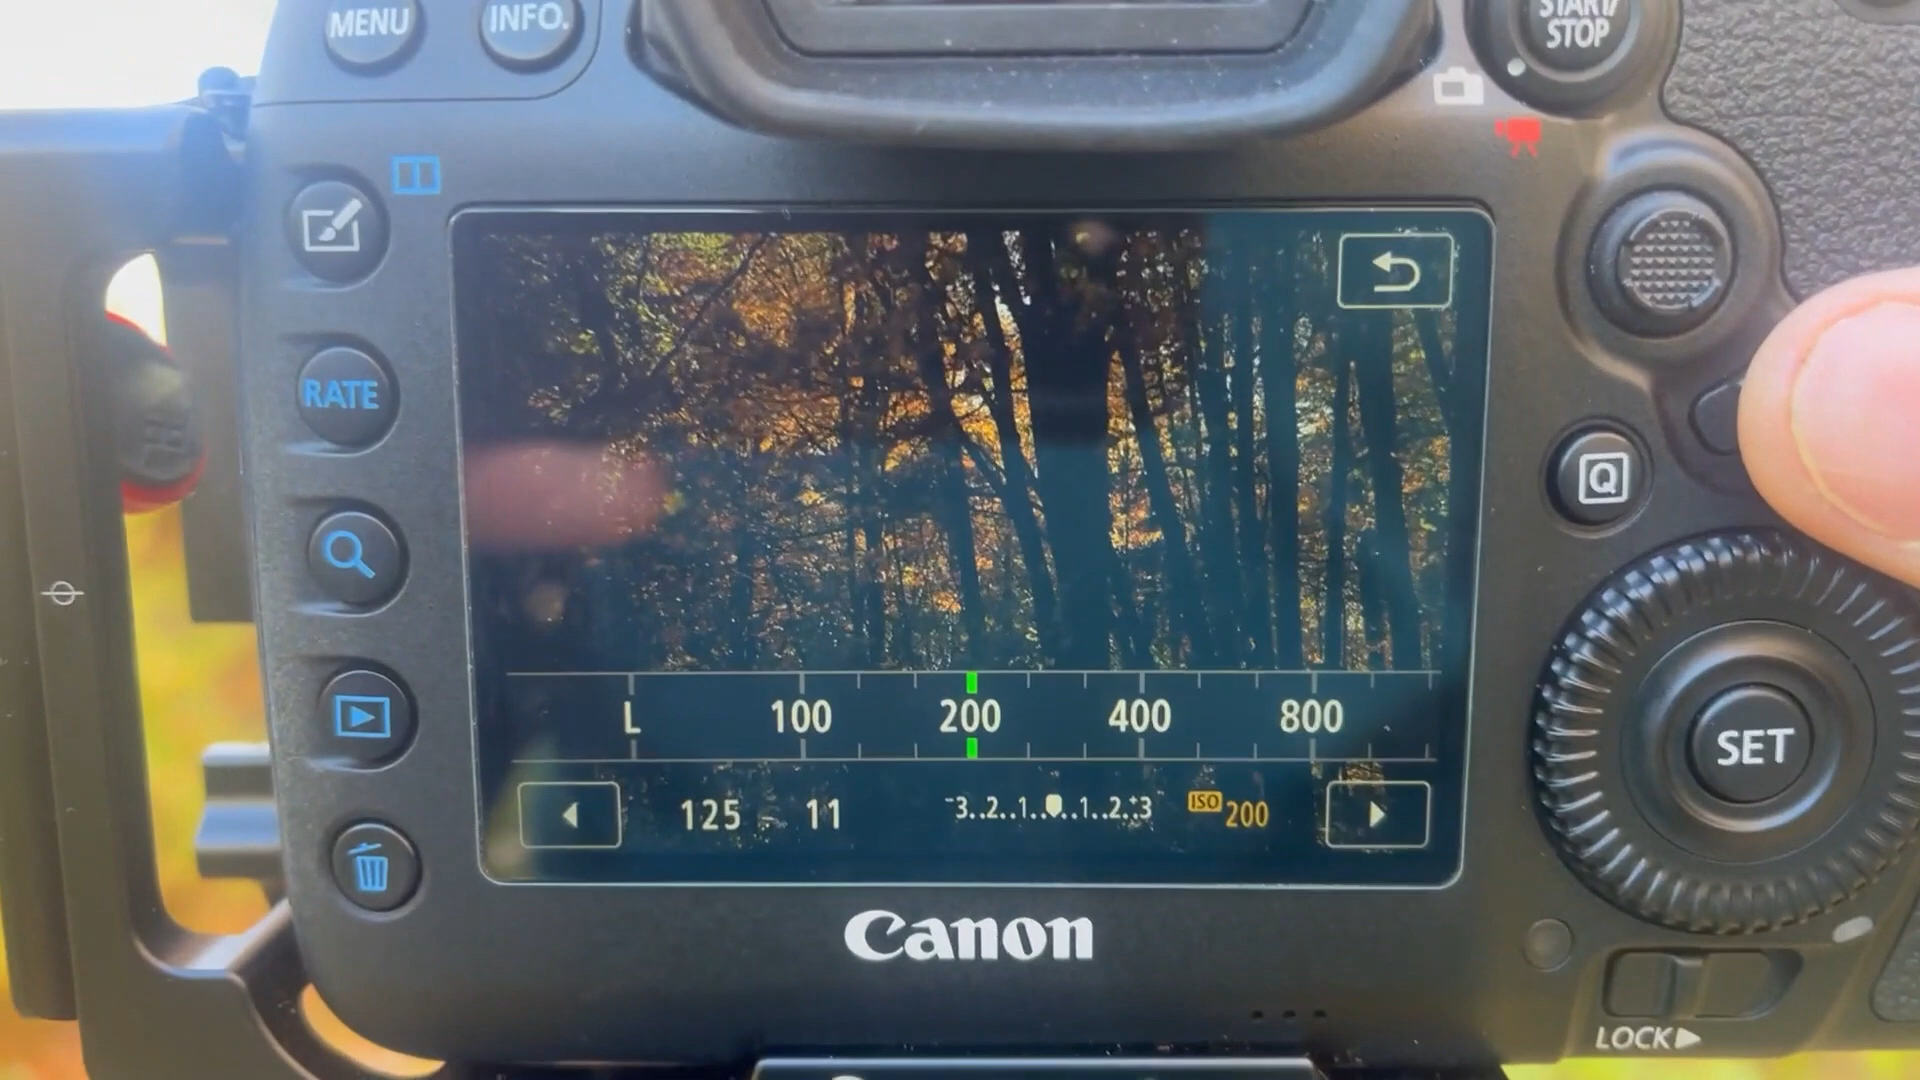 MENU
INFO.
START/
STOP
RATE
Q
L 100 200 400 800
125 11 -3..2..1.. ..1..2..+3 ISO 200
SET
Canon
LOCK